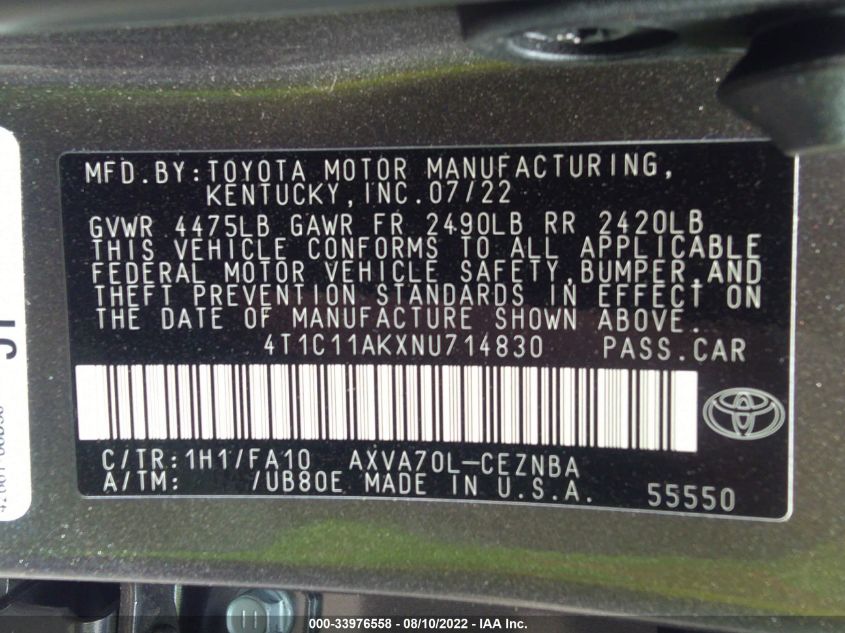 MFD.BY:TOYOTA MOTOR MANUFACTURING,
KENTUCKY,INC.07/22
GVWR 4475LB GAWR FR 2490LB RR 2420LB
THIS VEHICLE CONFORMS TO ALL APPLICABLE
FEDERAL MOTOR VEHICLE SAFETY,BUMPER,AND
THEFT PREVENTION STANDARDS IN EFFECT ON
THE DATE OF MANUFACTURE SHOWN ABOVE.
4T1C11AKXNU714830 PASS.CAR
C/TR:1H1/FA10 AXVA70L-CEZNBA
A/TM: /UB80E MADE IN U.S.A. 55550
000-33976558 - 08/10/2022 - IAA Inc.